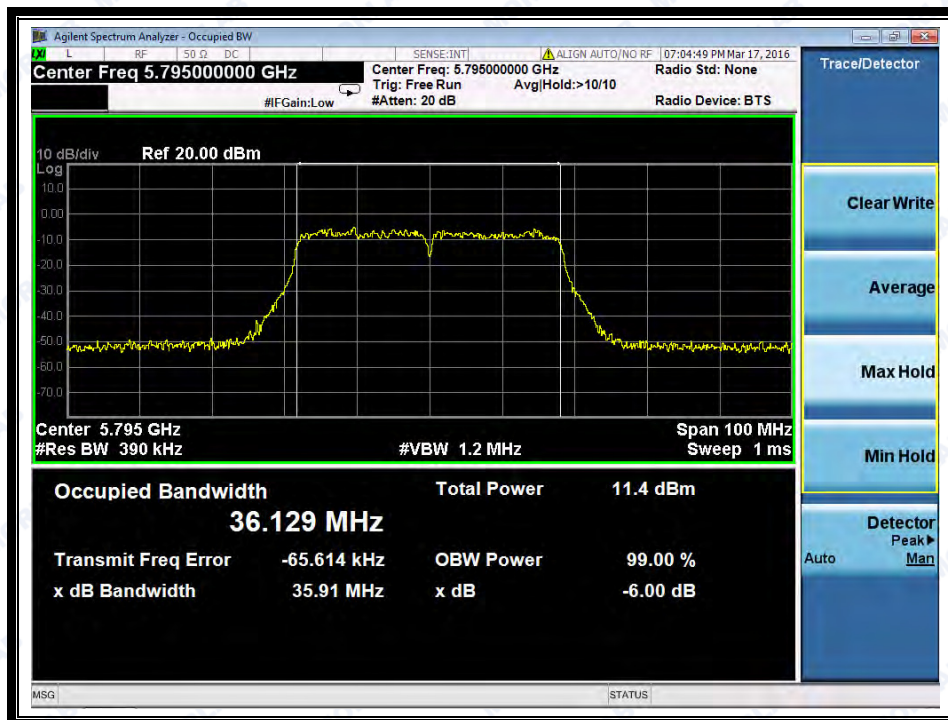 Agilent Spectrum Analyzer - Occupied BW
LXI L RF 50 Ω DC SENSE:INT ALIGN AUTO/NO RF 07:04:49 PM Mar 17, 2016
Center Freq 5.795000000 GHz
Center Freq: 5.795000000 GHz
Radio Std: None
Trig: Free Run Avg|Hold:>10/10
#IFGain:Low
#Atten: 20 dB
Radio Device: BTS
10 dB/div Ref 20.00 dBm
Log
10.0
0.00
-10.0
-20.0
-30.0
-40.0
-50.0
-60.0
-70.0
Center 5.795 GHz Span 100 MHz
#Res BW 390 kHz #VBW 1.2 MHz Sweep 1 ms
Occupied Bandwidth Total Power 11.4 dBm
36.129 MHz
Transmit Freq Error -65.614 kHz OBW Power 99.00 %
x dB Bandwidth 35.91 MHz x dB -6.00 dB
MSG STATUS
Trace/Detector
Clear Write
Average
Max Hold
Min Hold
Detector
Peak▶
Auto Man